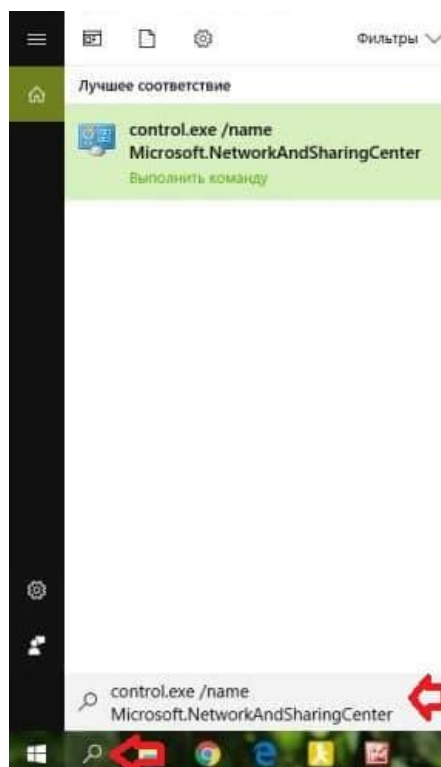 Фильтры
Лучшее соответствие
control.exe /name
Microsoft.NetworkAndSharingCenter
Выполнить команду
control.exe /name
Microsoft.NetworkAndSharingCenter